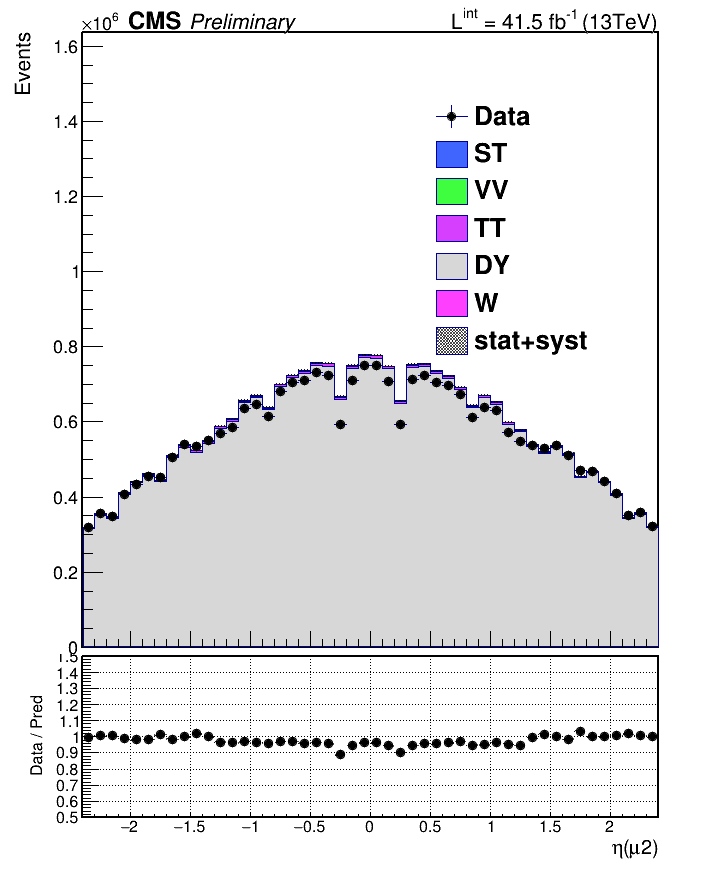 ×10⁶ CMS Preliminary L^int = 41.5 fb⁻¹ (13TeV)
Events
1.6
1.4
1.2
1
0.8
0.6
0.4
0.2
0
Data
ST
VV
TT
DY
W
stat+syst
Data / Pred
1.5
1.4
1.3
1.2
1.1
1
0.9
0.8
0.7
0.6
0.5
−2 −1.5 −1 −0.5 0 0.5 1 1.5 2
η(μ2)